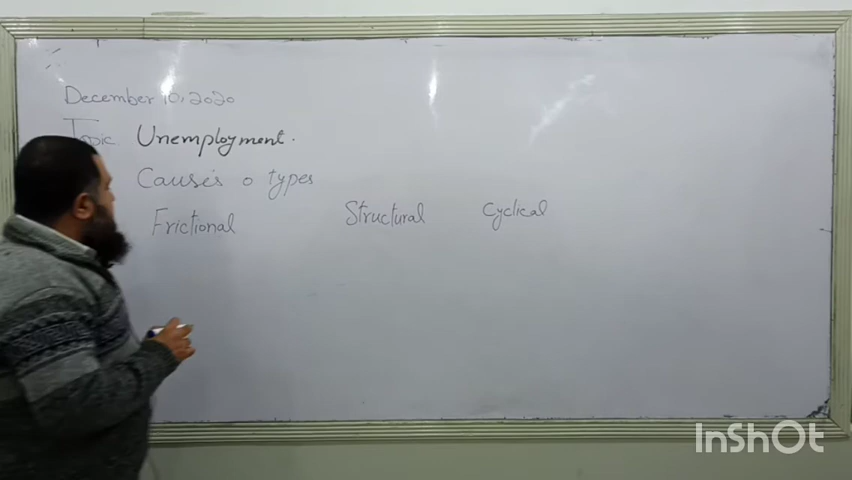 December 10, 2020
Topic Unemployment.
Causes o types
Frictional Structural Cyclical
InShOt